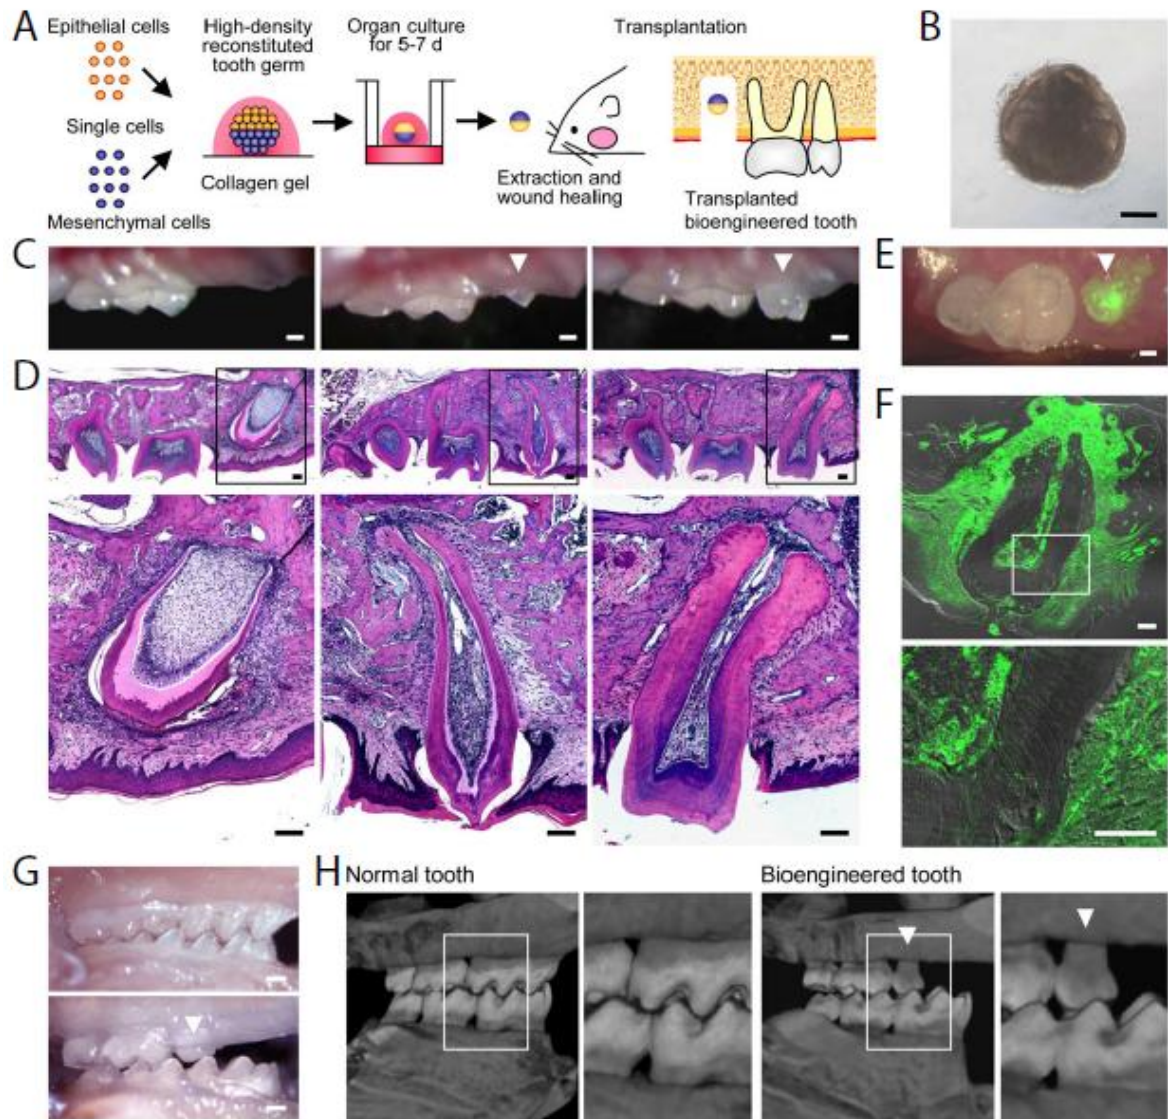 A
Epithelial cells
Single cells
Mesenchymal cells
High-density
reconstituted
tooth germ
Collagen gel
Organ culture
for 5-7 d
Transplantation
Extraction and
wound healing
Transplanted
bioengineered tooth
B
C
D
E
F
G
H
Normal tooth
Bioengineered tooth